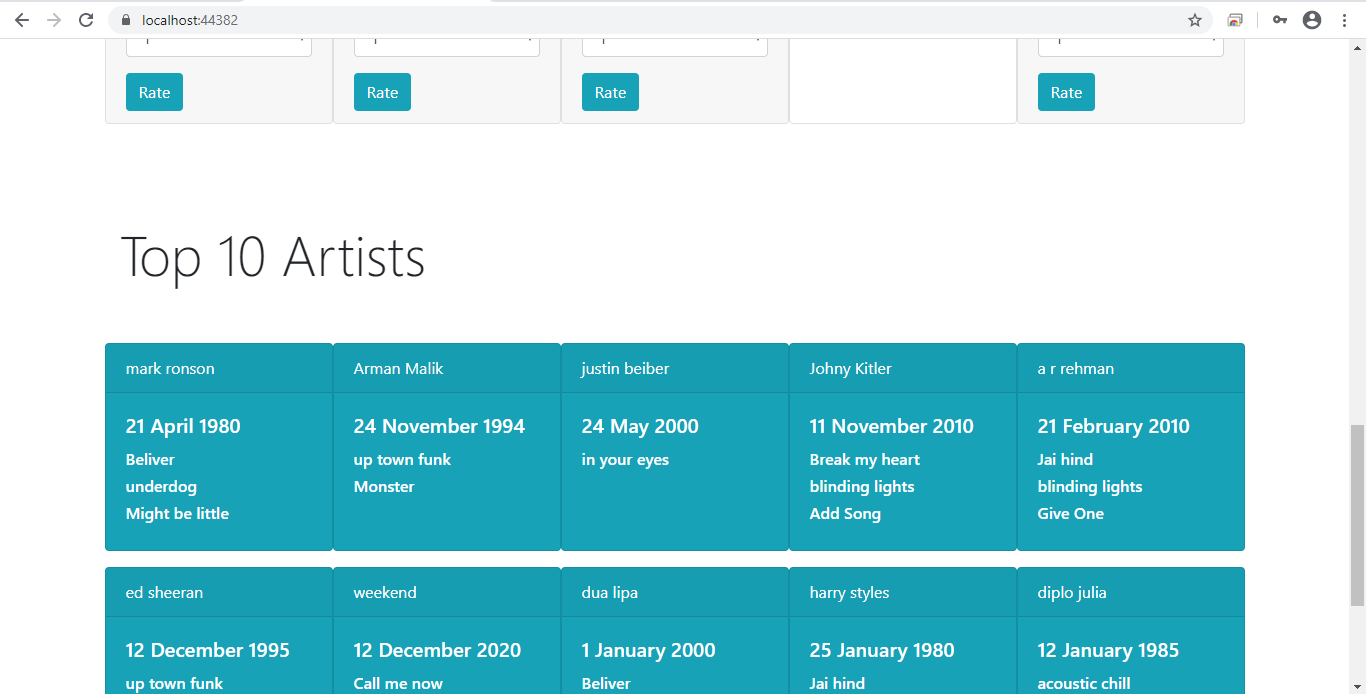 localhost:44382
Rate Rate Rate Rate
Top 10 Artists
mark ronson
21 April 1980
Beliver
underdog
Might be little
Arman Malik
24 November 1994
up town funk
Monster
justin beiber
24 May 2000
in your eyes
Johny Kitler
11 November 2010
Break my heart
blinding lights
Add Song
a r rehman
21 February 2010
Jai hind
blinding lights
Give One
ed sheeran
12 December 1995
up town funk
weekend
12 December 2020
Call me now
dua lipa
1 January 2000
Beliver
harry styles
25 January 1980
Jai hind
diplo julia
12 January 1985
acoustic chill